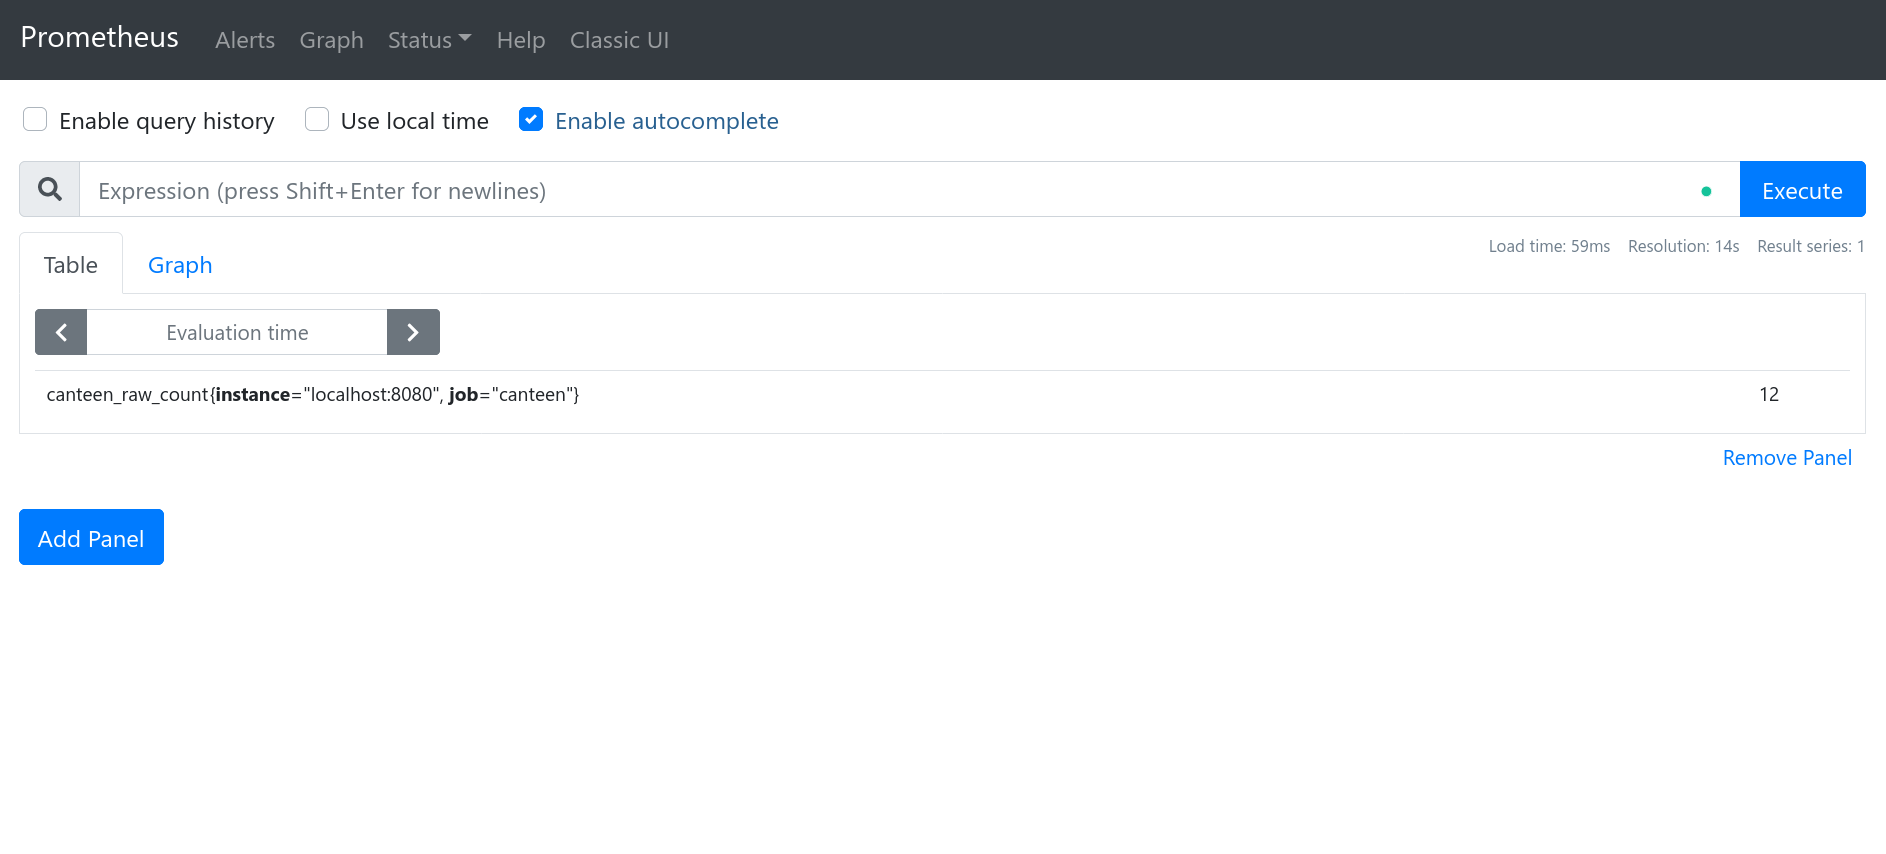 Prometheus Alerts Graph Status Help Classic UI
Enable query history Use local time Enable autocomplete
Expression (press Shift+Enter for newlines) Execute
Table Graph Load time: 59ms Resolution: 14s Result series: 1
Evaluation time
canteen_raw_count{instance="localhost:8080", job="canteen"} 12
Remove Panel
Add Panel